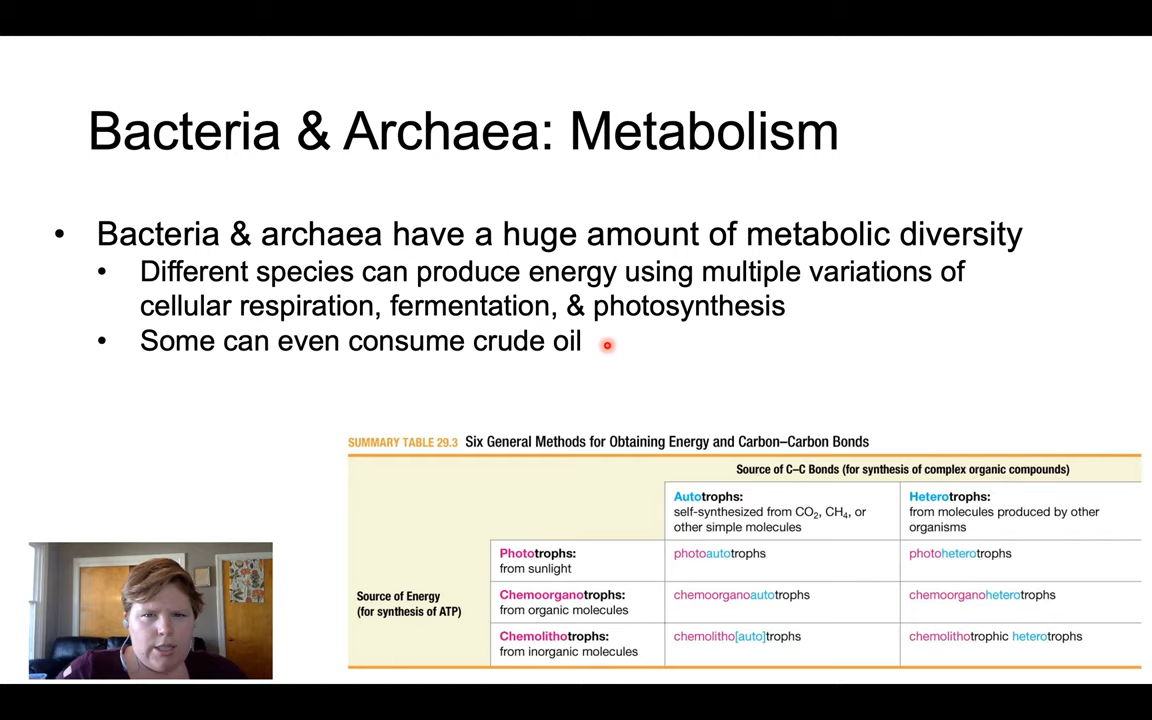 Bacteria & Archaea: Metabolism
• Bacteria & archaea have a huge amount of metabolic diversity
• Different species can produce energy using multiple variations of
cellular respiration, fermentation, & photosynthesis
• Some can even consume crude oil
SUMMARY TABLE 29.3 Six General Methods for Obtaining Energy and Carbon–Carbon Bonds
Source of C–C Bonds (for synthesis of complex organic compounds)
Autotrophs:
self-synthesized from CO₂, CH₄, or
other simple molecules
Heterotrophs:
from molecules produced by other
organisms
Source of Energy
(for synthesis of ATP)
Phototrophs:
from sunlight
photoautotrophs
photoheterotrophs
Chemoorganotrophs:
from organic molecules
chemoorganoautotrophs
chemoorganoheterotrophs
Chemolithotrophs:
from inorganic molecules
chemolitho[auto]trophs
chemolithotrophic heterotrophs